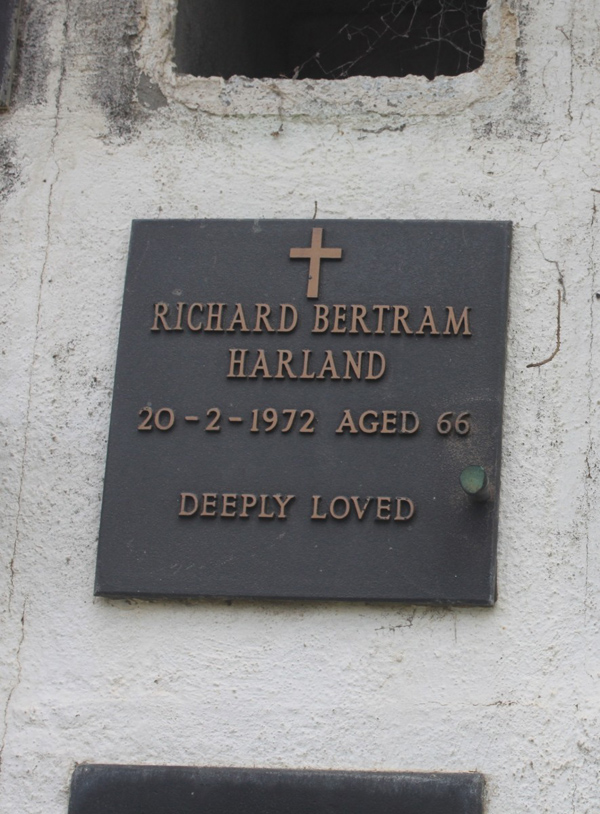 RICHARD BERTRAM
HARLAND
20-2-1972 AGED 66
DEEPLY LOVED